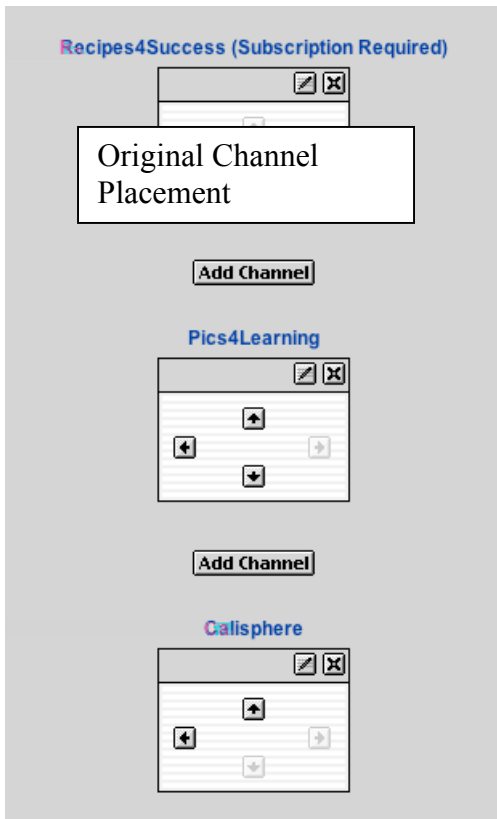 Recipes4Success (Subscription Required)
Original Channel
Placement
Add Channel
Pics4Learning
Add Channel
Calisphere